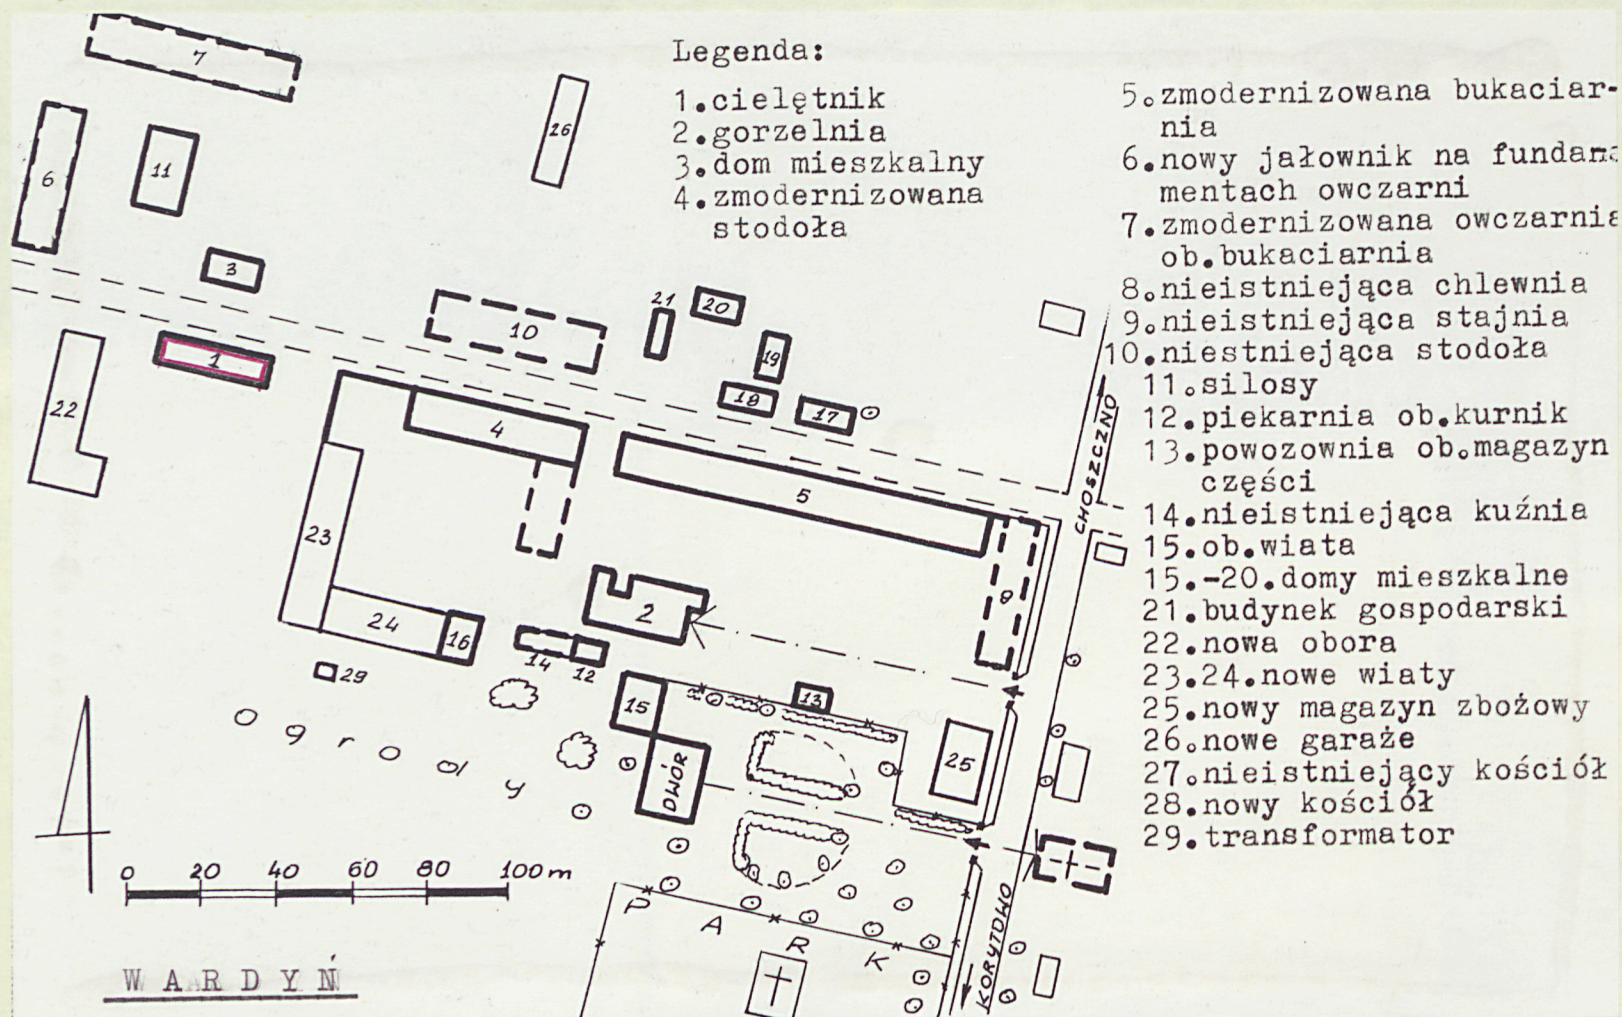 Legenda:
1.cielętnik
2.gorzelnia
3.dom mieszkalny
4.zmodernizowana
stodoła
5.zmodernizowana bukaciar-
nia
6.nowy jałownik na funda
mentach owczarni
7.zmodernizowana owczarnia
ob.bukaciarnia
8.nieistniejąca chlewnia
9.nieistniejąca stajnia
10.niestniejąca stodoła
11.silosy
12.piekarnia ob.kurnik
13.powozownia ob.magazyn
części
14.nieistniejąca kuźnia
15.ob.wiata
15.-20.domy mieszkalne
21.budynek gospodarski
22.nowa obora
23.24.nowe wiaty
25.nowy magazyn zbożowy
26.nowe garaże
27.nieistniejący kościół
28.nowy kościół
29.transformator
7
26
6
11
3
21
20
10
19
1
18
17
22
4
CHOSZCZNO
5
23
8
2
24
16
14
12
29
13
15
25
Ogrody
DWÓR
0 20 40 60 80 100m
PARK
KORYTOWO
WARDYŃ